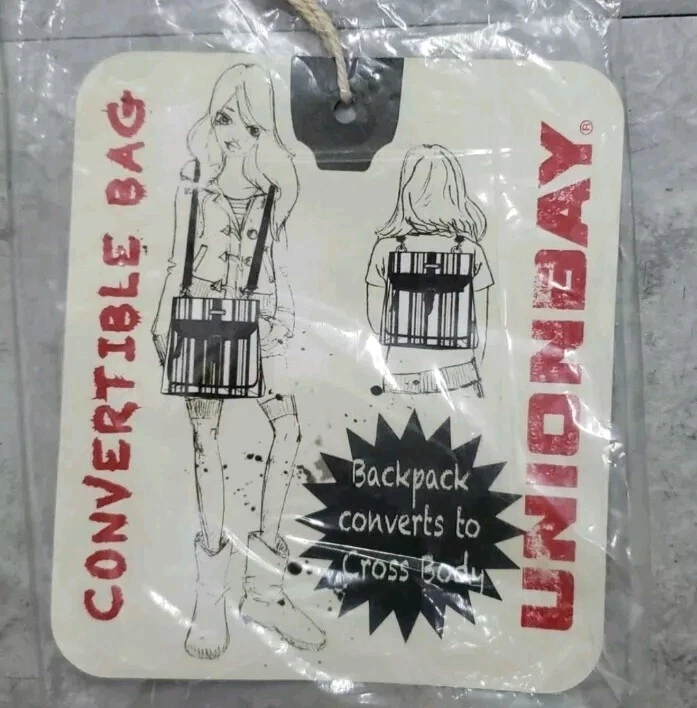 CONVERTIBLE BAG
UNIONBAY®
Backpack
converts to
Cross Body